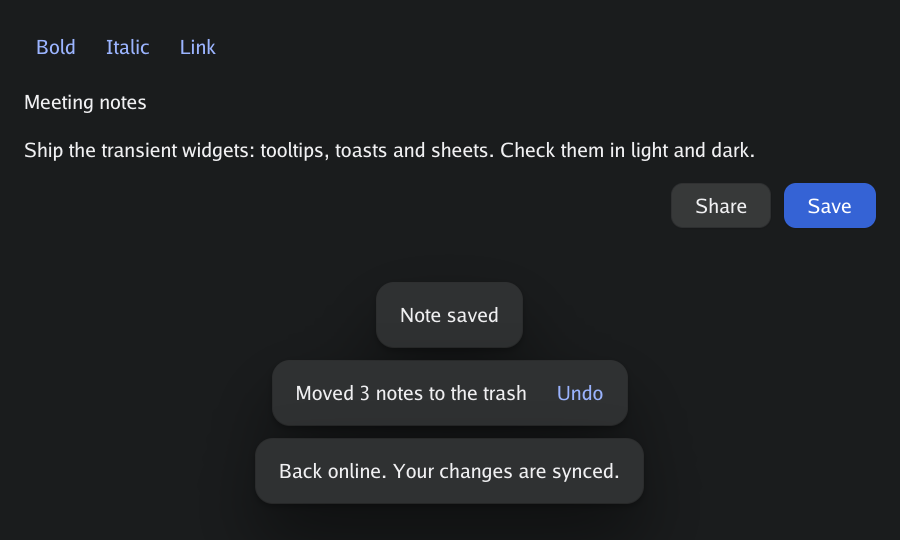 Bold Italic Link
Meeting notes
Ship the transient widgets: tooltips, toasts and sheets. Check them in light and dark.
Share Save
Note saved
Moved 3 notes to the trash Undo
Back online. Your changes are synced.